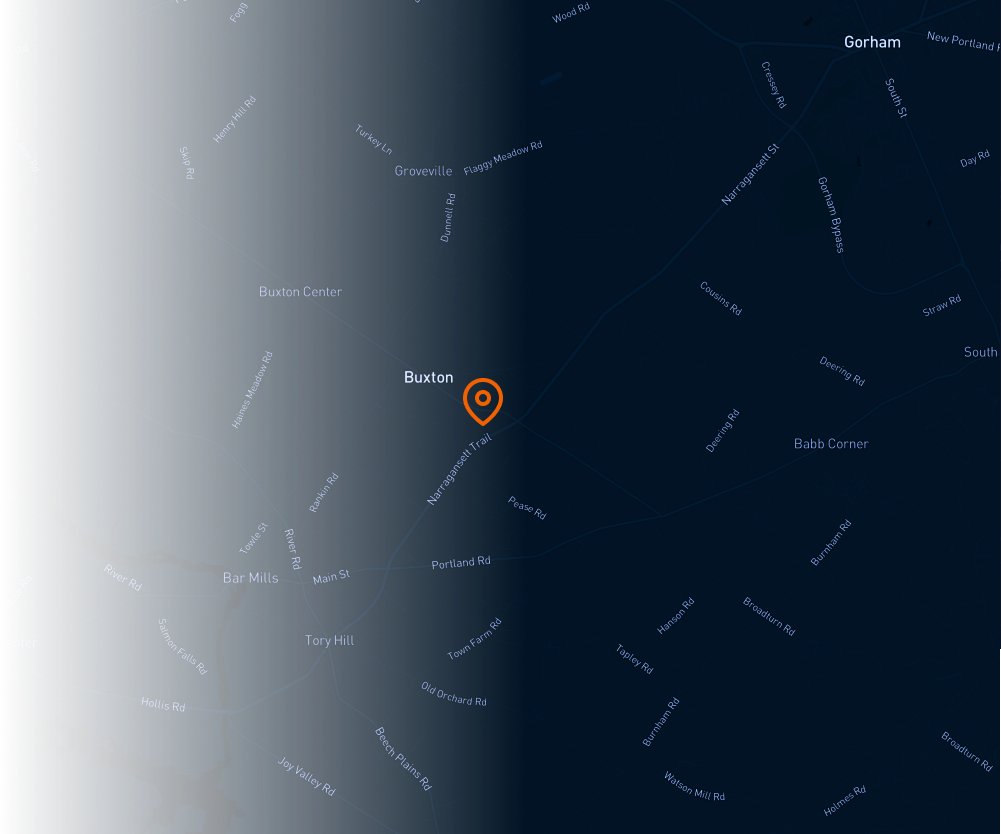 Fogg
Wood Rd
Gorham
New Portland R
Cressey Rd
South St
Henry Hill Rd
Turkey Ln
Skip Rd
Groveville
Flaggy Meadow Rd
Narragansett St
Day Rd
Dunnell Rd
Gorham Bypass
Buxton Center
Cousins Rd
Straw Rd
South
Haines Meadow Rd
Buxton
Deering Rd
Deering Rd
Babb Corner
Narragansett Trail
Rankin Rd
Pease Rd
Towle St
River Rd
Burnham Rd
Portland Rd
River Rd
Bar Mills
Main St
Hanson Rd
Broadturn Rd
Salmon Falls Rd
Tory Hill
Town Farm Rd
Tapley Rd
Old Orchard Rd
Hollis Rd
Burnham Rd
Beech Plains Rd
Broadturn Rd
Joy Valley Rd
Watson Mill Rd
Holmes Rd